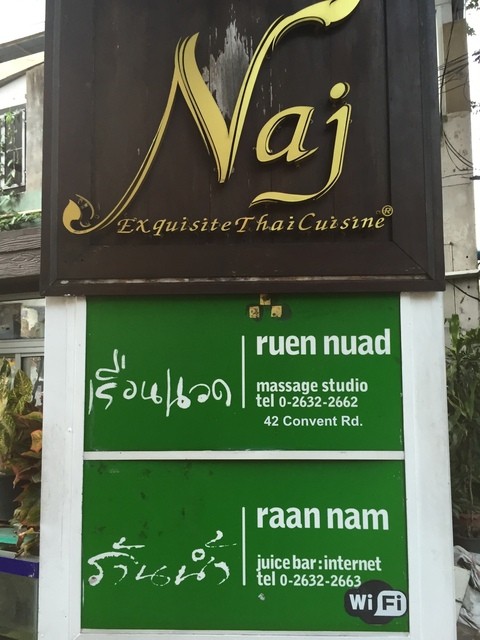 Naj
Exquisite Thai Cuisine®
เรือนนวด
ruen nuad
massage studio
tel 0-2632-2662
42 Convent Rd.
ร้านน้ำ
raan nam
juice bar : internet
tel 0-2632-2663
WiFi